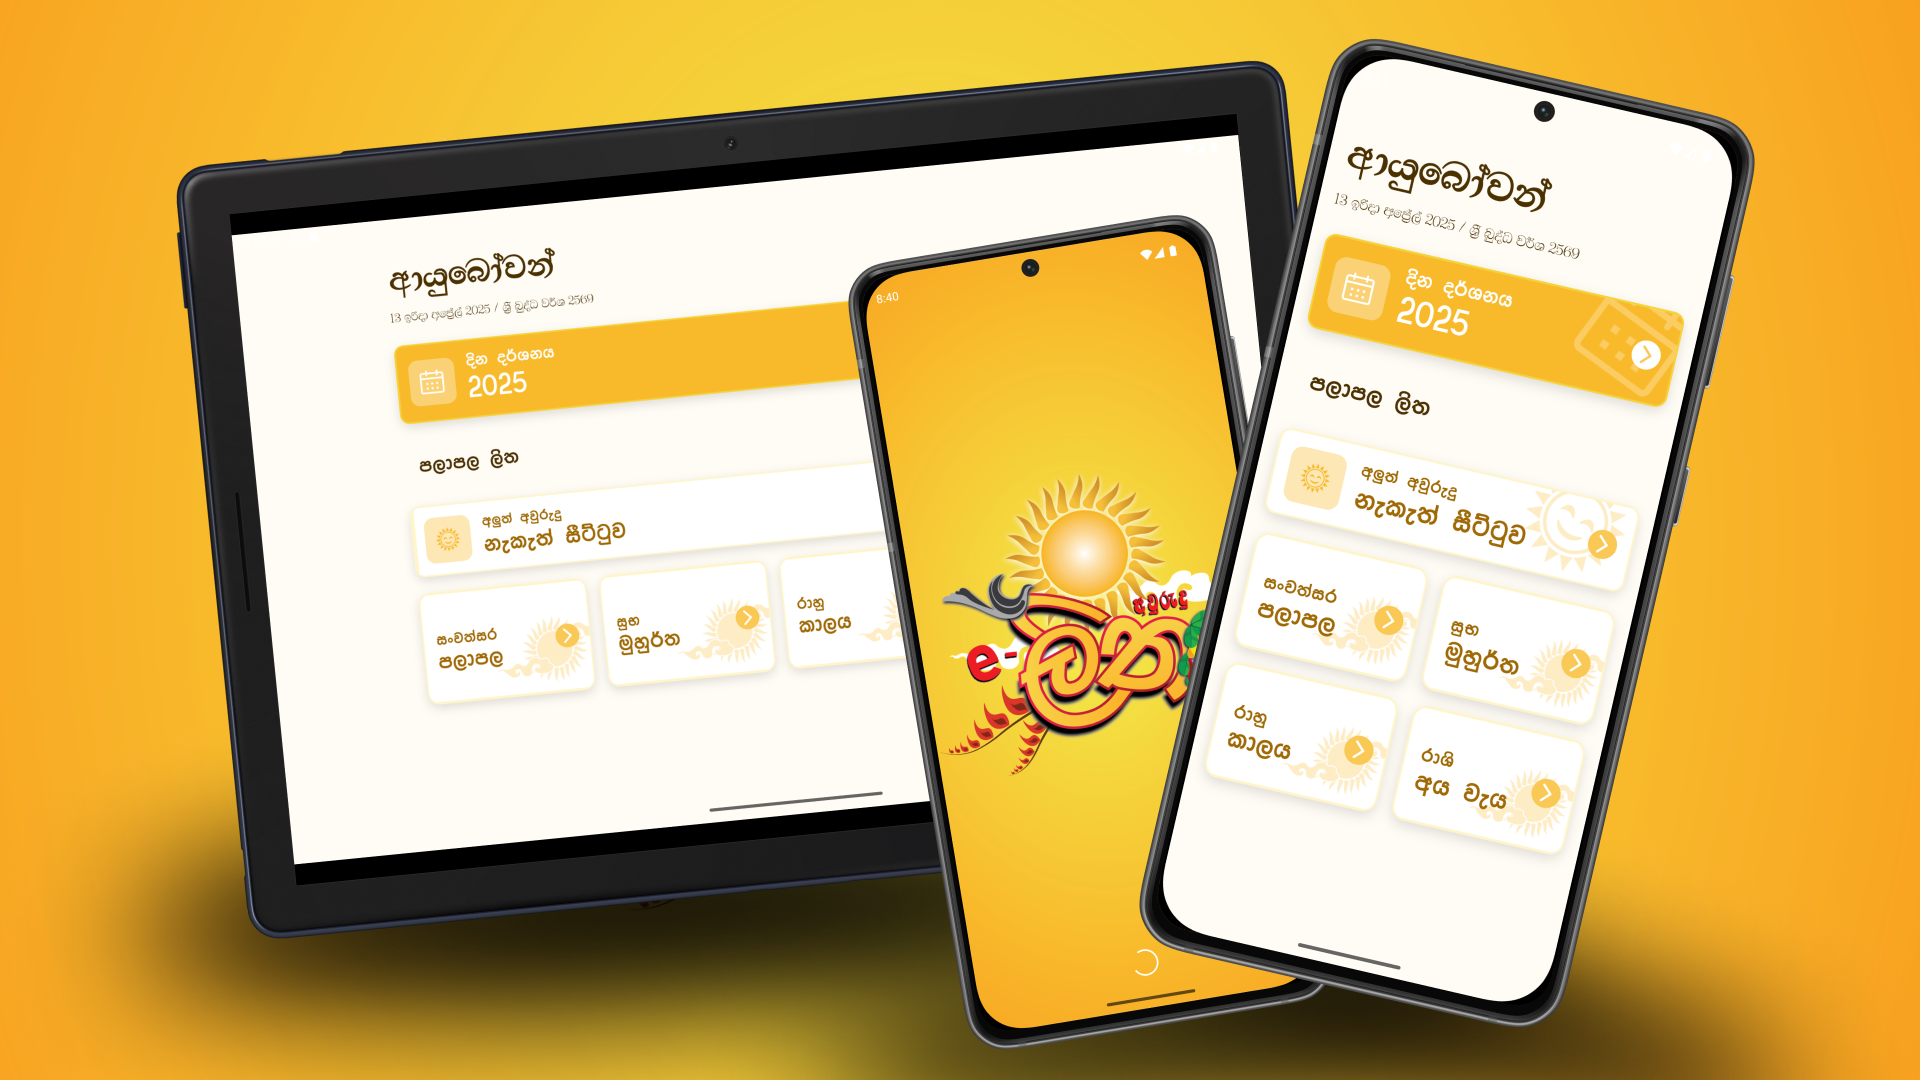 ආයුබෝවන්
13 ඉරිදා අප්‍රේල් 2025 / ශ්‍රී බුද්ධ වර්ෂ 2569
දින දර්ශනය
2025
පලාපල ලිත
අලුත් අවුරුදු
නැකැත් සීට්ටුව
සංවත්සර
පලාපල
සුභ
මුහුර්ත
රාහු
කාලය
8:40
අවුරුදු
e-ලිත
ආයුබෝවන්
13 ඉරිදා අප්‍රේල් 2025 / ශ්‍රී බුද්ධ වර්ෂ 2569
දින දර්ශනය
2025
පලාපල ලිත
අලුත් අවුරුදු
නැකැත් සීට්ටුව
සංවත්සර
පලාපල
සුභ
මුහුර්ත
රාහු
කාලය
රාශි
අය වැය